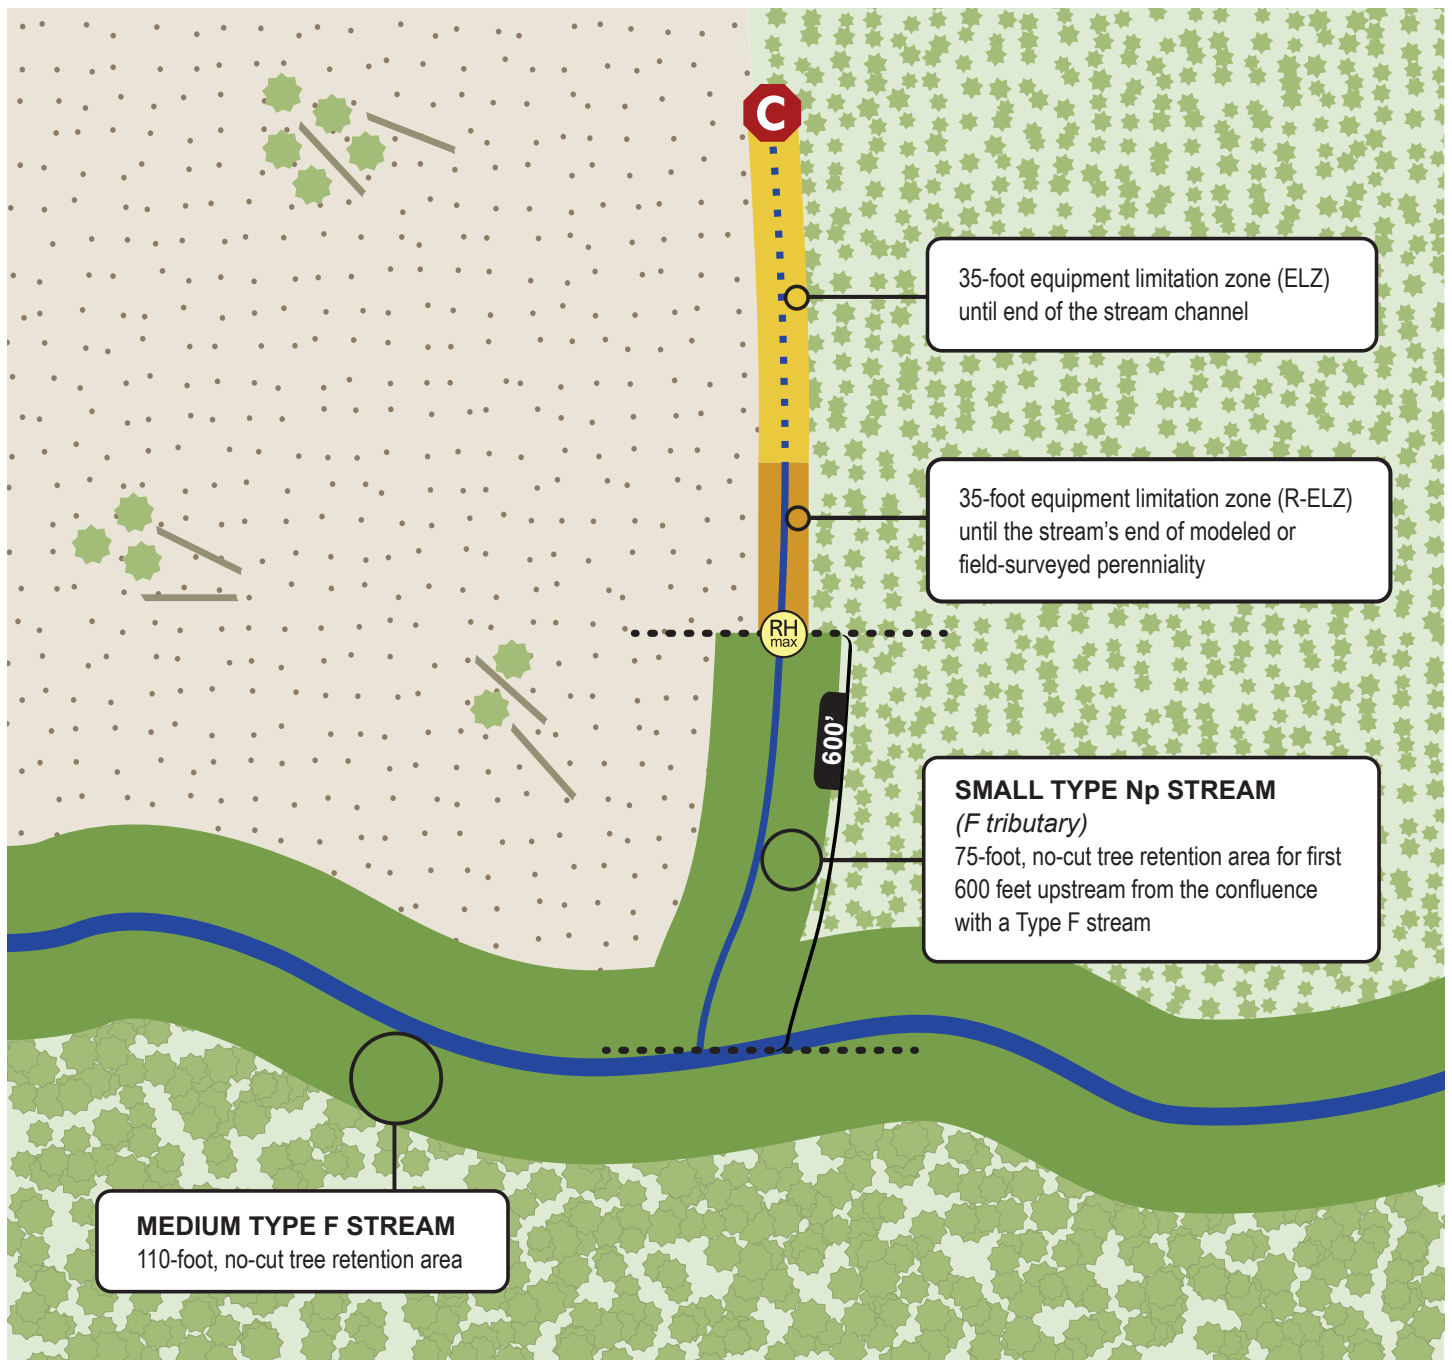 C
35-foot equipment limitation zone (ELZ)
until end of the stream channel
35-foot equipment limitation zone (R-ELZ)
until the stream’s end of modeled or
field-surveyed perenniality
RH
max
600’
SMALL TYPE Np STREAM
(F tributary)
75-foot, no-cut tree retention area for first
600 feet upstream from the confluence
with a Type F stream
MEDIUM TYPE F STREAM
110-foot, no-cut tree retention area